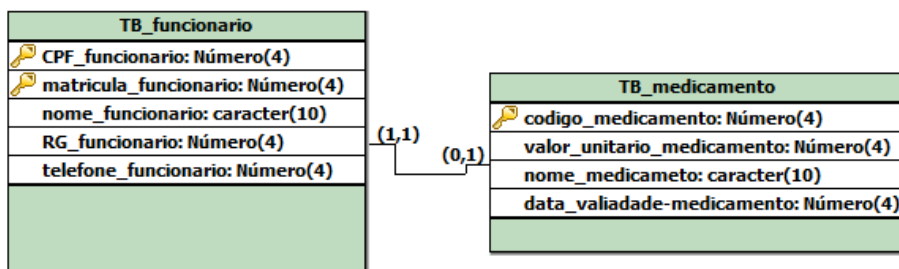 TB_funcionario
CPF_funcionario: Número(4)
matricula_funcionario: Número(4)
nome_funcionario: caracter(10)
RG_funcionario: Número(4)
telefone_funcionario: Número(4)
(1,1)
(0,1)
TB_medicamento
codigo_medicamento: Número(4)
valor_unitario_medicamento: Número(4)
nome_medicameto: caracter(10)
data_valiadade-medicamento: Número(4)